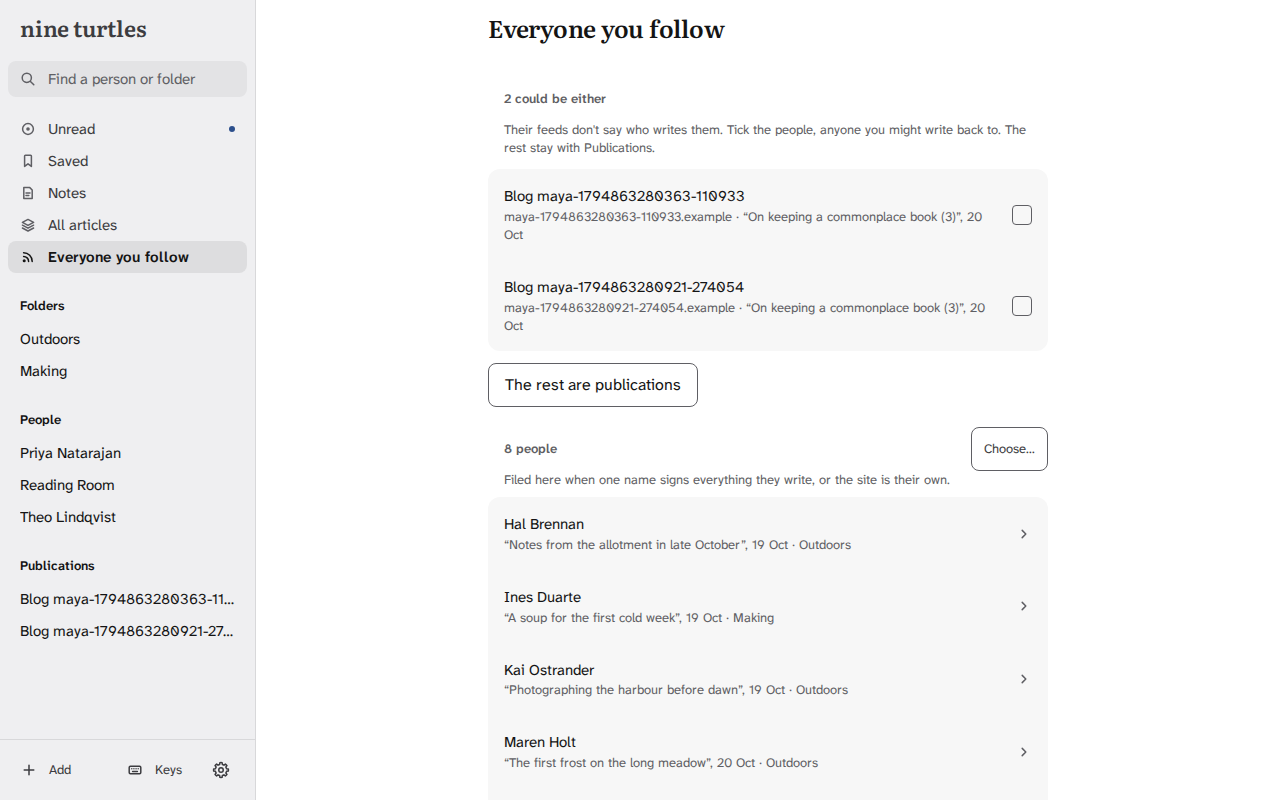 nine turtles
Find a person or folder
Unread
Saved
Notes
All articles
Everyone you follow
Folders
Outdoors
Making
People
Priya Natarajan
Reading Room
Theo Lindqvist
Publications
Blog maya-1794863280363-11…
Blog maya-1794863280921-27…
Add
Keys
Everyone you follow
2 could be either
Their feeds don't say who writes them. Tick the people, anyone you might write back to. The
rest stay with Publications.
Blog maya-1794863280363-110933
maya-1794863280363-110933.example · “On keeping a commonplace book (3)”, 20
Oct
Blog maya-1794863280921-274054
maya-1794863280921-274054.example · “On keeping a commonplace book (3)”, 20
Oct
The rest are publications
8 people
Choose…
Filed here when one name signs everything they write, or the site is their own.
Hal Brennan
“Notes from the allotment in late October”, 19 Oct · Outdoors
Ines Duarte
“A soup for the first cold week”, 19 Oct · Making
Kai Ostrander
“Photographing the harbour before dawn”, 19 Oct · Outdoors
Maren Holt
“The first frost on the long meadow”, 20 Oct · Outdoors